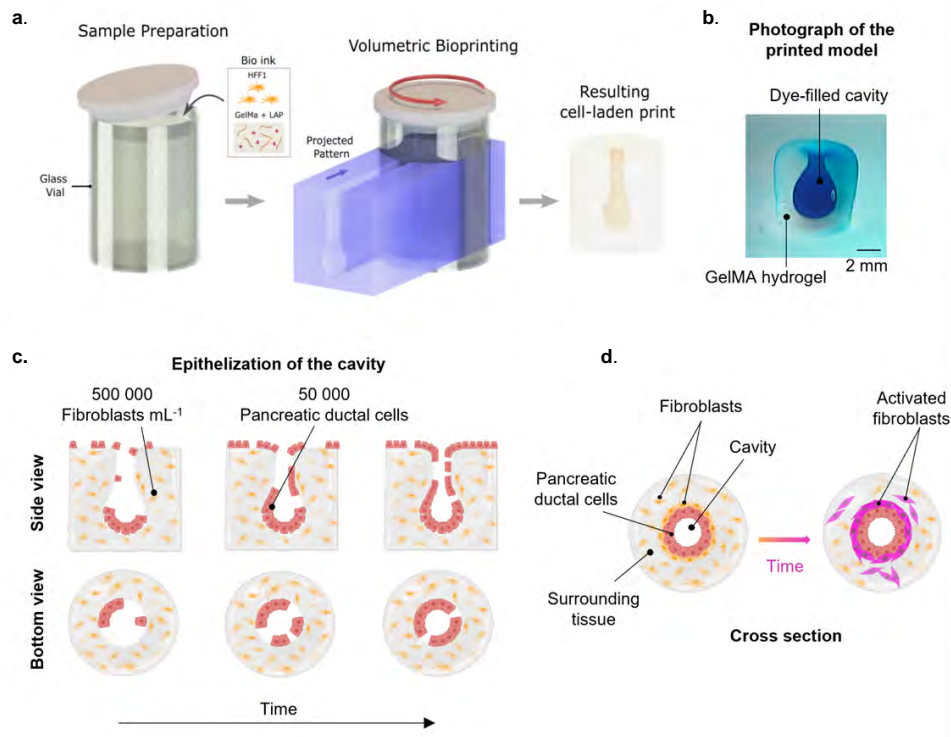 a.
Sample Preparation
Bio ink
HFF1
GelMa + LAP
Glass
Vial
Volumetric Bioprinting
Projected
Pattern
Resulting
cell-laden print
b.
Photograph of the
printed model
Dye-filled cavity
GelMA hydrogel
2 mm
c.
Epithelization of the cavity
500 000
Fibroblasts mL-1
50 000
Pancreatic ductal cells
Side view
Bottom view
Time
d.
Fibroblasts
Cavity
Pancreatic
ductal cells
Surrounding
tissue
Time
Activated
fibroblasts
Cross section